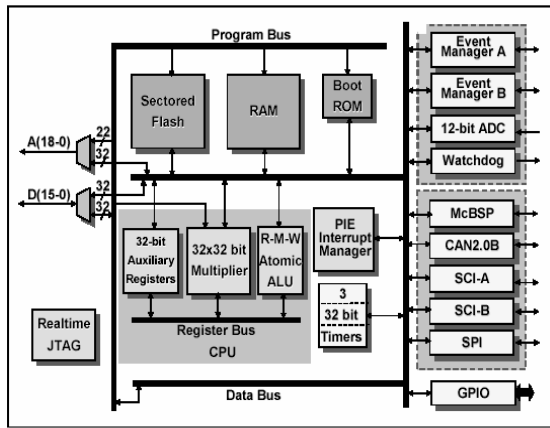 Program Bus
Event
Manager A
Sectored
Flash
RAM
Boot
ROM
Event
Manager B
A(18-0)
22
32
12-bit ADC
Watchdog
D(15-0)
32
32
McBSP
32-bit
Auxiliary
Registers
32x32 bit
Multiplier
R-M-W
Atomic
ALU
PIE
Interrupt
Manager
CAN2.0B
SCI-A
3
32 bit
Timers
Realtime
JTAG
Register Bus
CPU
SCI-B
SPI
Data Bus
GPIO